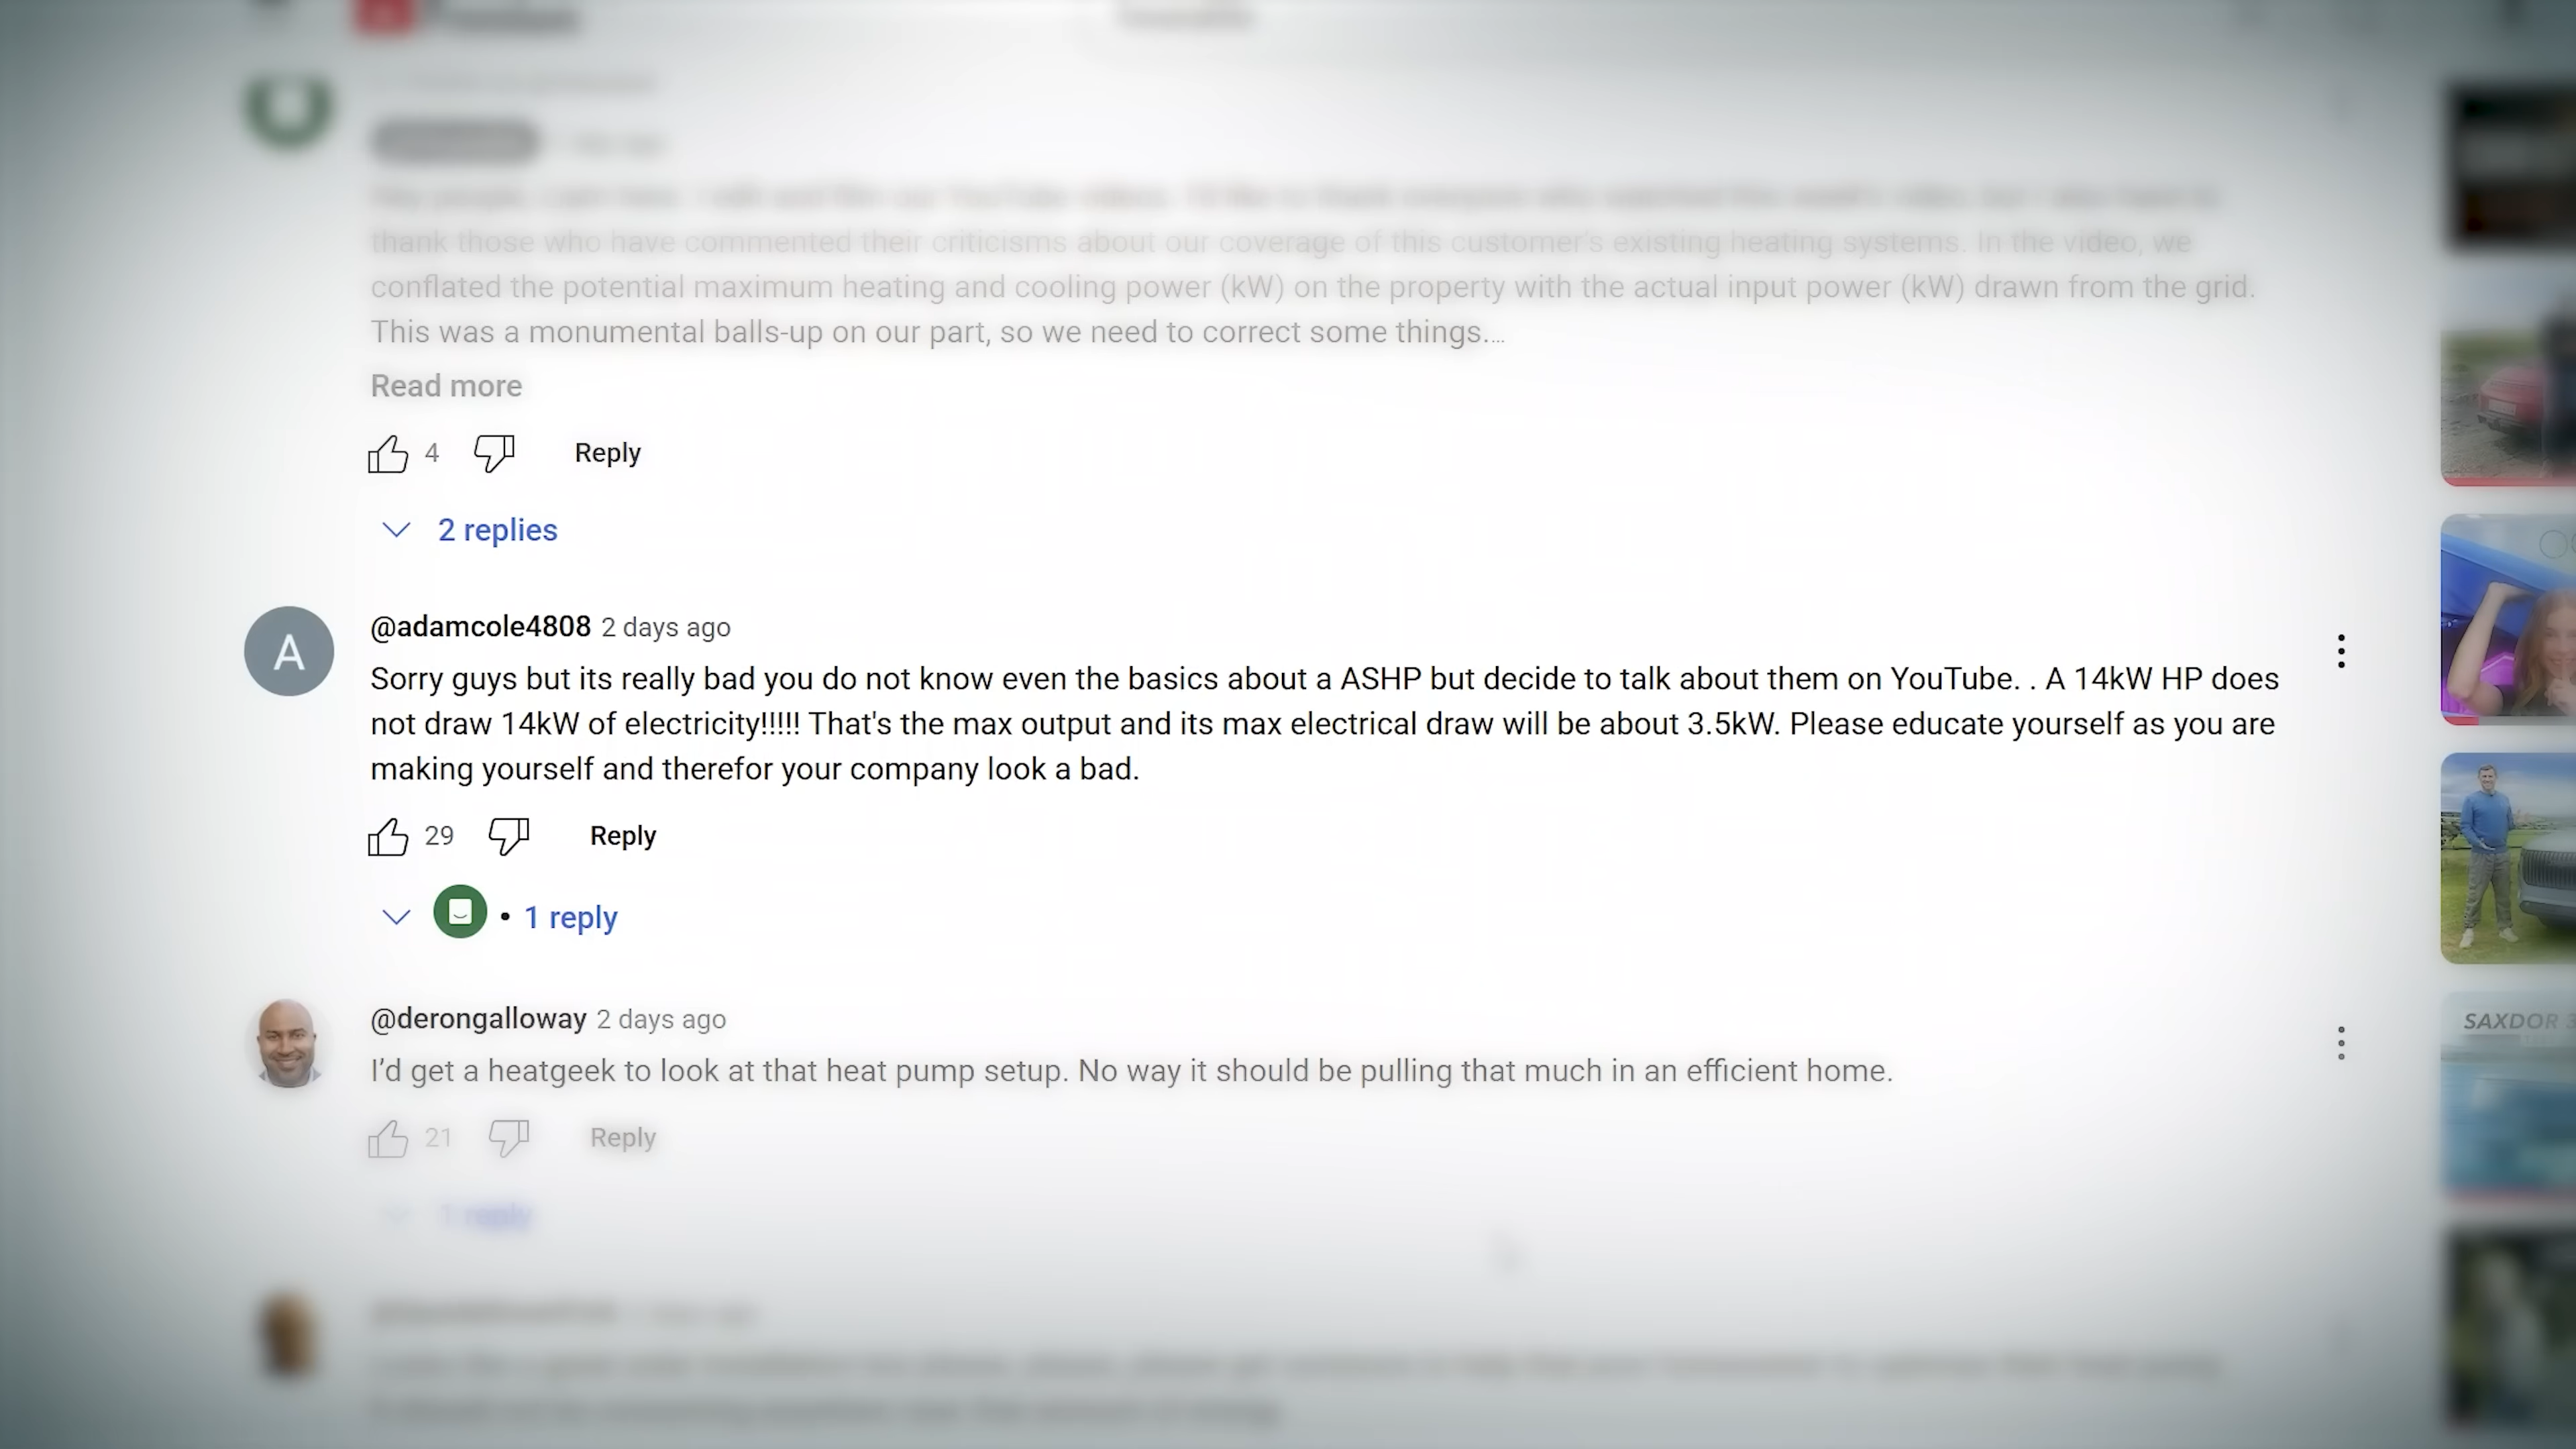 thank those who have commented their criticisms about our coverage of this customer's existing heating systems. In the video, we
conflated the potential maximum heating and cooling power (kW) on the property with the actual input power (kW) drawn from the grid.
This was a monumental balls-up on our part, so we need to correct some things....
Read more
4 Reply
2 replies
@adamcole4808 2 days ago
A
Sorry guys but its really bad you do not know even the basics about a ASHP but decide to talk about them on YouTube. . A 14kW HP does
not draw 14kW of electricity!!!!! That's the max output and its max electrical draw will be about 3.5kW. Please educate yourself as you are
making yourself and therefor your company look a bad.
29 Reply
• 1 reply
@derongalloway 2 days ago
I'd get a heatgeek to look at that heat pump setup. No way it should be pulling that much in an efficient home.
SAXDOR
21 Reply
1 reply